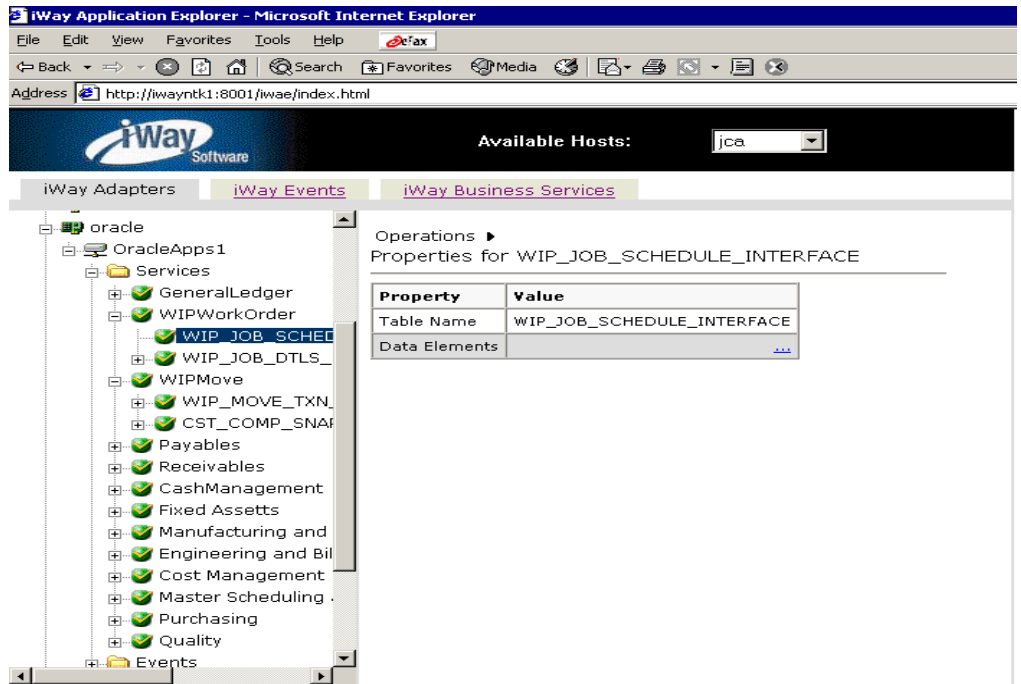 iWay Application Explorer - Microsoft Internet Explorer
File Edit View Favorites Tools Help eFax
Back Search Favorites Media
Address http://iwayntk1:8001/iwae/index.html
iWay Software Available Hosts: jca
iWay Adapters iWay Events iWay Business Services
oracle
OracleApps1
Services
GeneralLedger
WIPWorkOrder
WIP_JOB_SCHED
WIP_JOB_DTLS_
WIPMove
WIP_MOVE_TXN_
CST_COMP_SNAP
Payables
Receivables
CashManagement
Fixed Assetts
Manufacturing and
Engineering and Bil
Cost Management
Master Scheduling
Purchasing
Quality
Events
Operations
Properties for WIP_JOB_SCHEDULE_INTERFACE
Property Value
Table Name WIP_JOB_SCHEDULE_INTERFACE
Data Elements ...